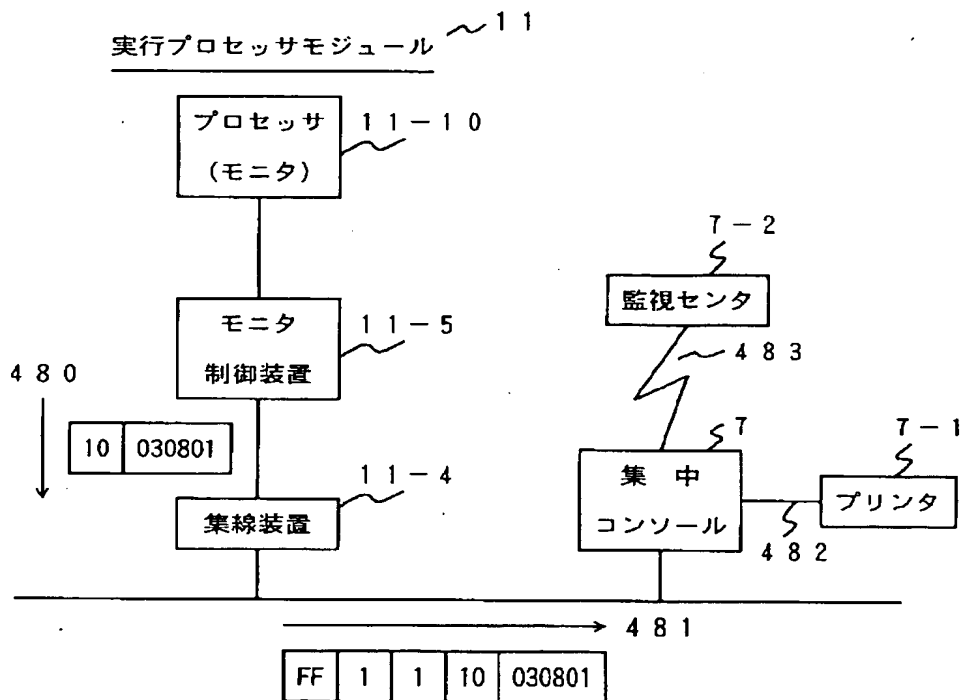 実行プロセッサモジュール
11
プロセッサ
(モニタ)
11-10
モニタ
制御装置
11-5
480
10 030801
11-4
集線装置
7-2
監視センタ
483
7
集中
コンソール
7-1
プリンタ
482
481
FF 1 1 10 030801